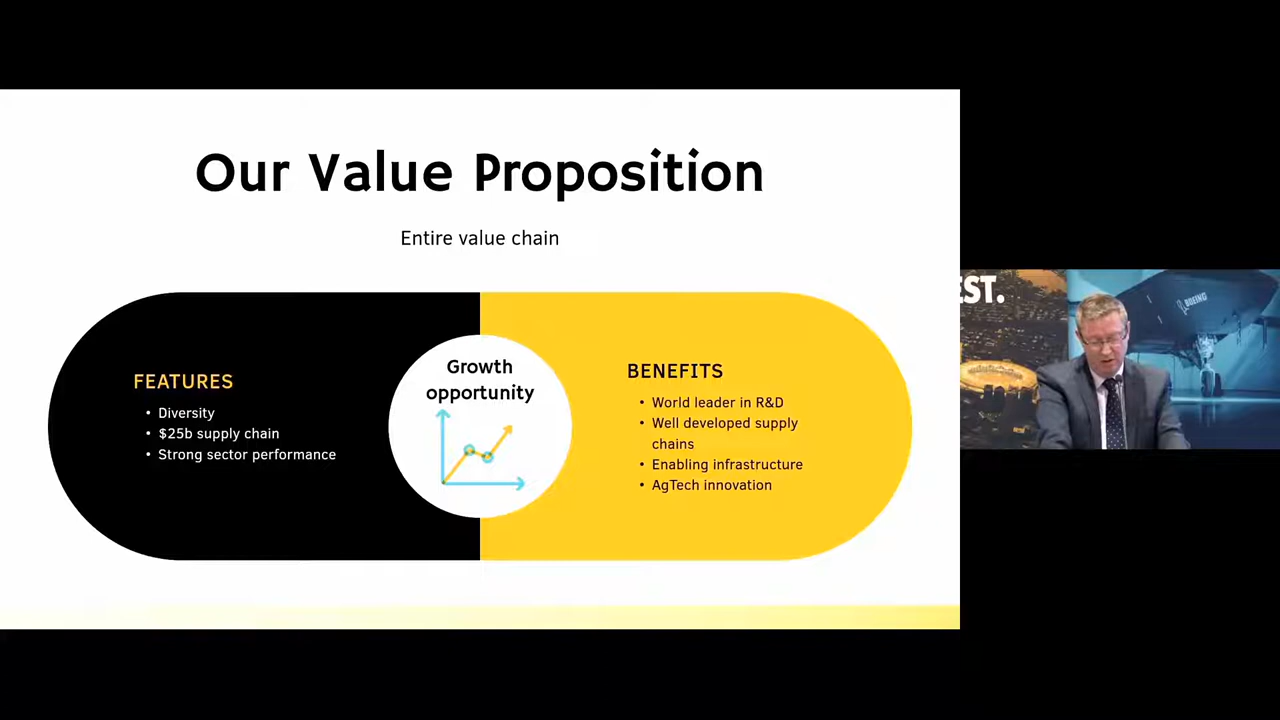 Our Value Proposition
Entire value chain
FEATURES
• Diversity
• $25b supply chain
• Strong sector performance
Growth
opportunity
BENEFITS
• World leader in R&D
• Well developed supply
chains
• Enabling infrastructure
• AgTech innovation
EST.
BOEING